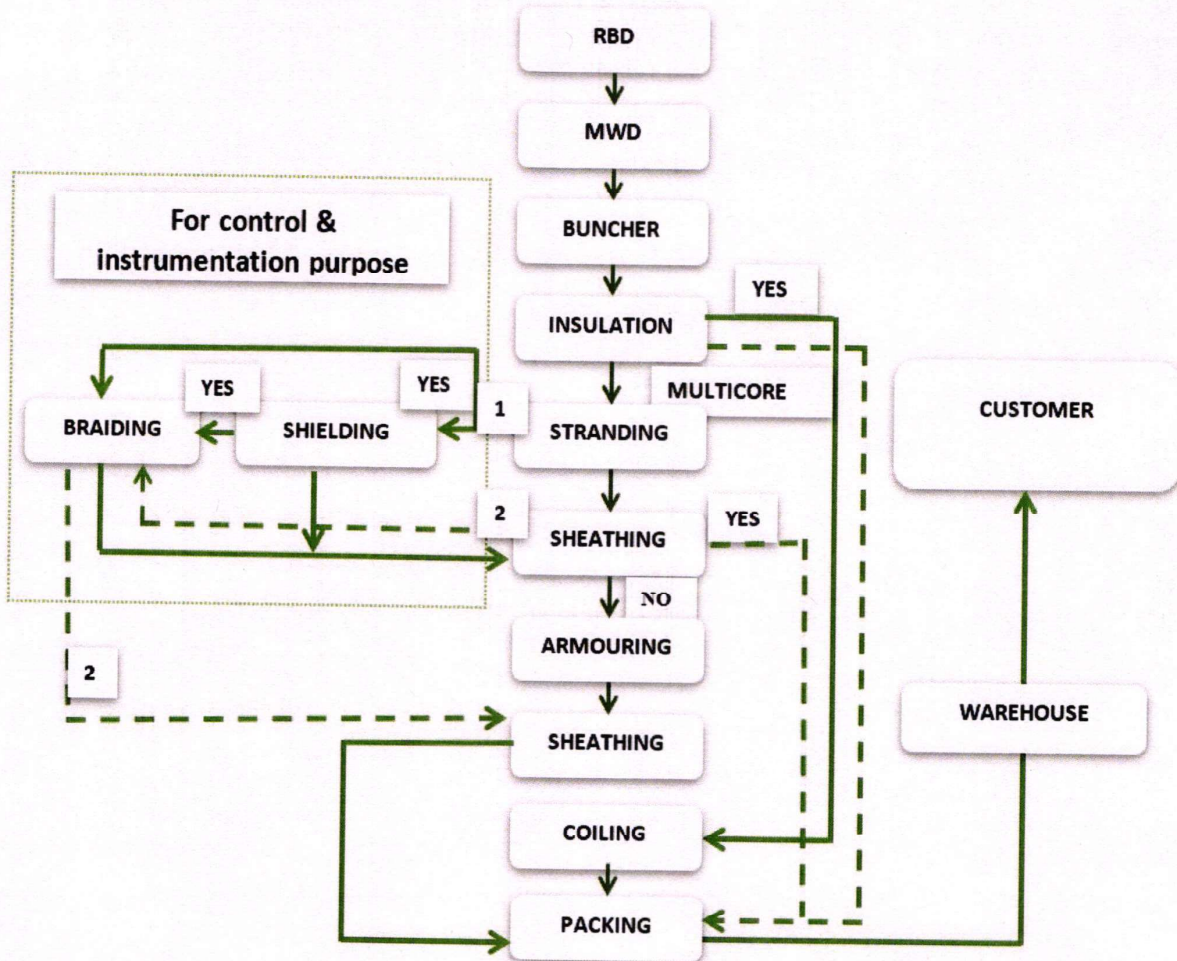 RBD
MWD
BUNCHER
For control &
instrumentation purpose
YES
INSULATION
MULTICORE
CUSTOMER
YES
YES
1
BRAIDING
SHIELDING
STRANDING
2
YES
SHEATHING
NO
ARMOURING
2
WAREHOUSE
SHEATHING
COILING
PACKING